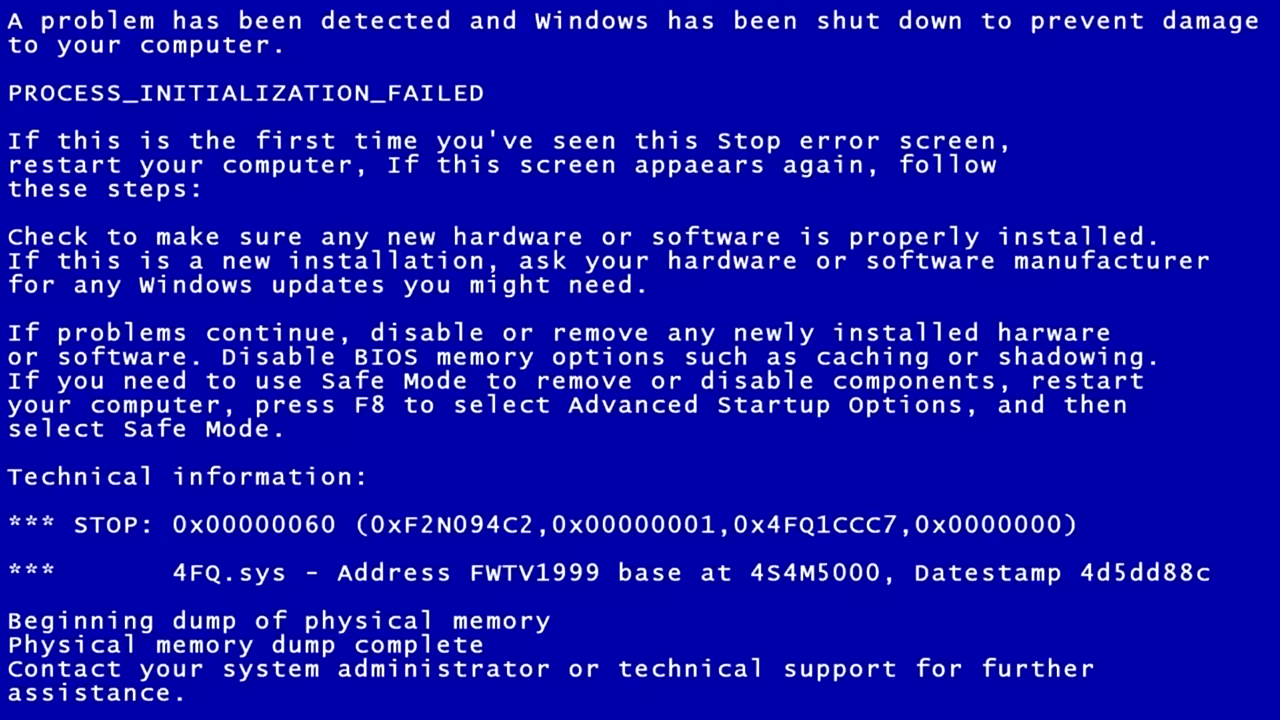 A problem has been detected and Windows has been shut down to prevent damage
to your computer.
PROCESS_INITIALIZATION_FAILED
If this is the first time you've seen this Stop error screen,
restart your computer, If this screen appaears again, follow
these steps:
Check to make sure any new hardware or software is properly installed.
If this is a new installation, ask your hardware or software manufacturer
for any Windows updates you might need.
If problems continue, disable or remove any newly installed harware
or software. Disable BIOS memory options such as caching or shadowing.
If you need to use Safe Mode to remove or disable components, restart
your computer, press F8 to select Advanced Startup Options, and then
select Safe Mode.
Technical information:
*** STOP: 0x00000060 (0xF2N094C2,0x00000001,0x4FQ1CCC7,0x0000000)
*** 4FQ.sys - Address FWTV1999 base at 4S4M5000, Datestamp 4d5dd88c
Beginning dump of physical memory
Physical memory dump complete
Contact your system administrator or technical support for further
assistance.